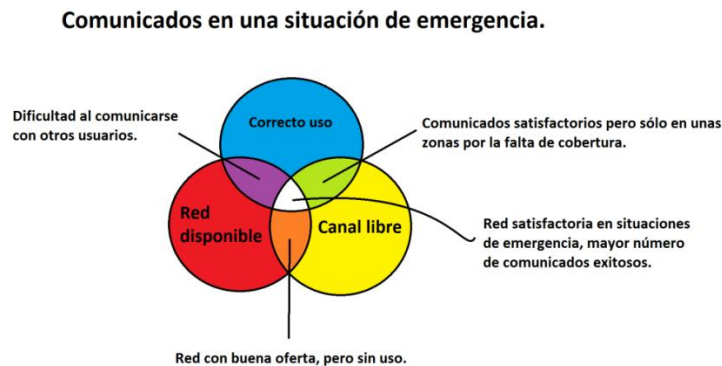 Comunicados en una situación de emergencia.
Dificultad al comunicarse
con otros usuarios.
Correcto uso
Comunicados satisfactorios pero sólo en unas
zonas por la falta de cobertura.
Red
disponible
Canal libre
Red satisfactoria en situaciones
de emergencia, mayor número
de comunicados exitosos.
Red con buena oferta, pero sin uso.